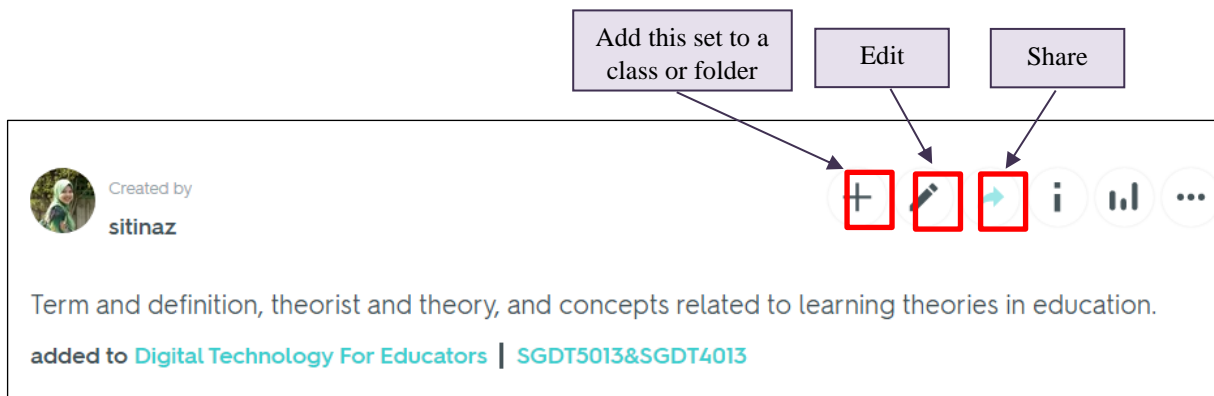 Add this set to a
class or folder
Edit
Share
Created by
sitinaz
Term and definition, theorist and theory, and concepts related to learning theories in education.
added to Digital Technology For Educators | SGDT5013&SGDT4013